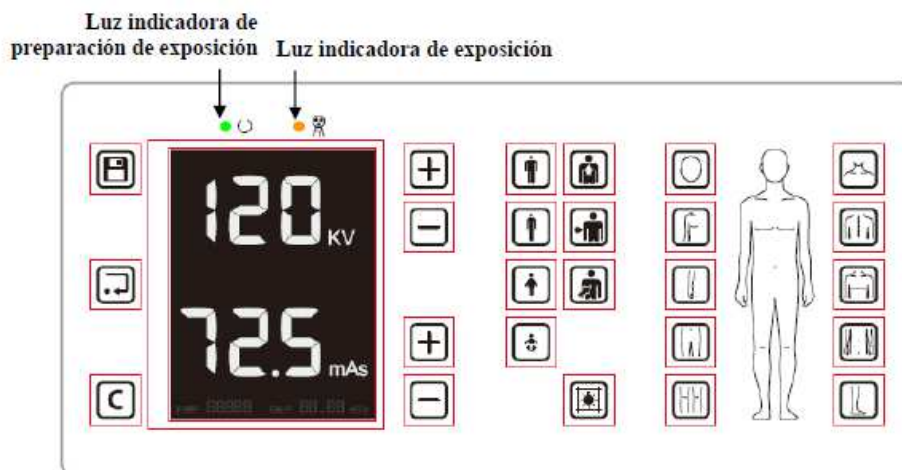 Luz indicadora de
preparación de exposición
Luz indicadora de exposición
120 KV
72.5 mAs
C